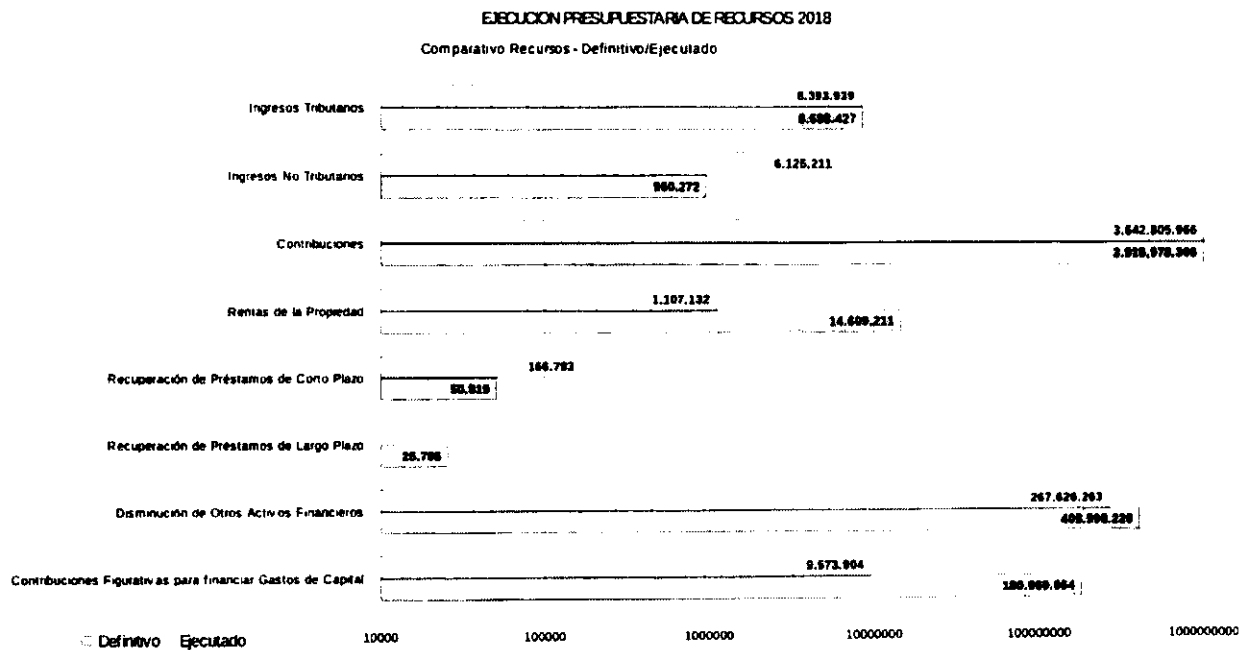 EJECUCION PRESUPUESTARIA DE RECURSOS 2018
Comparativo Recursos - Definitivo/Ejecutado
Ingresos Tributarios
Ingresos No Tributarios
6.125.211
960.272
Contribuciones
3.642.805.966
Rentas de la Propiedad
1.107.132
14.609.211
Recuperación de Préstamos de Corto Plazo
Recuperación de Préstamos de Largo Plazo
Disminución de Otros Activos Financieros
267.626.263
Contribuciones Figurativas para financiar Gastos de Capital
9.573.904
Definitivo Ejecutado
10000 100000 1000000 10000000 100000000 1000000000